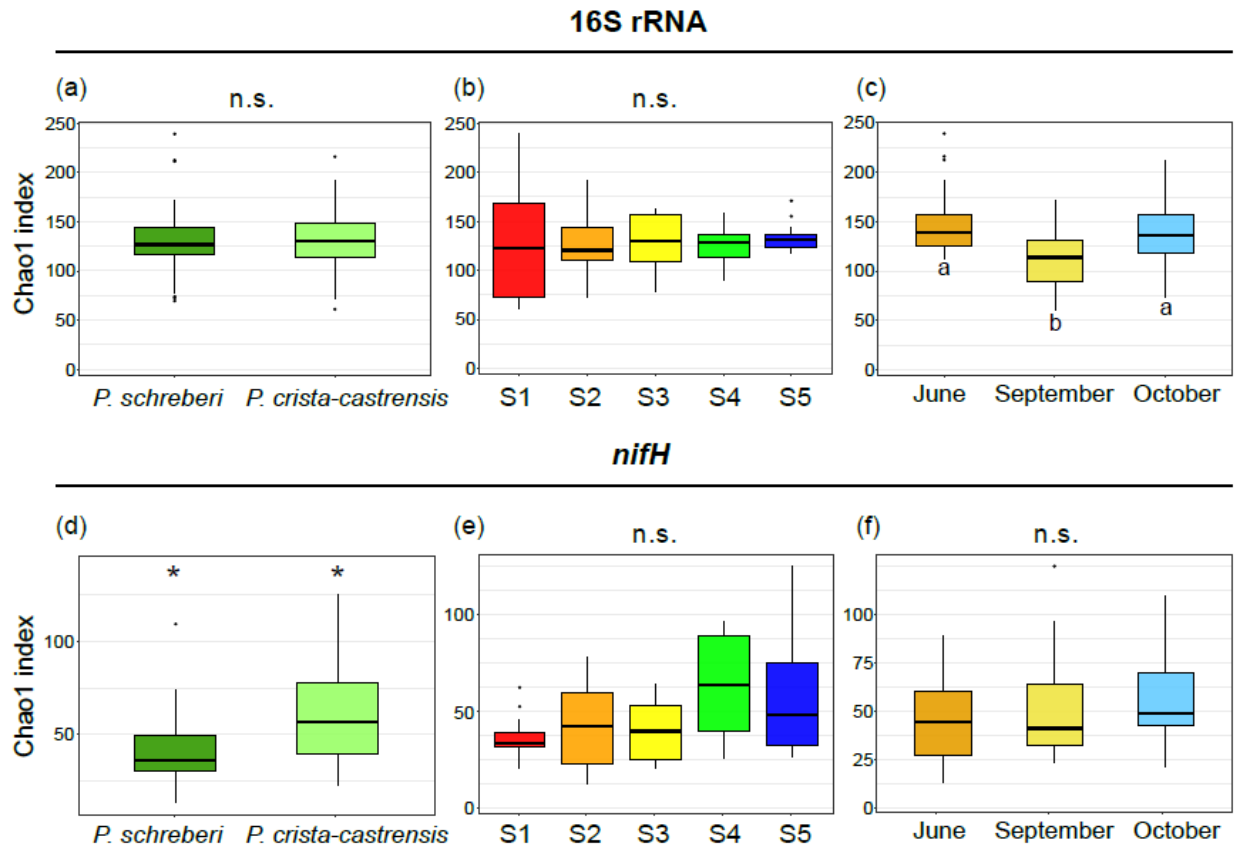 16S rRNA
(a)
n.s.
(b)
n.s.
(c)
Chao1 index
250
200
150
100
50
0
P. schreberi
P. crista-castrensis
250
200
150
100
50
0
S1
S2
S3
S4
S5
250
200
150
100
50
0
a
b
a
June
September
October
nifH
(d)
(e)
n.s.
(f)
n.s.
Chao1 index
100
50
*
*
P. schreberi
P. crista-castrensis
100
50
0
S1
S2
S3
S4
S5
100
75
50
25
0
June
September
October